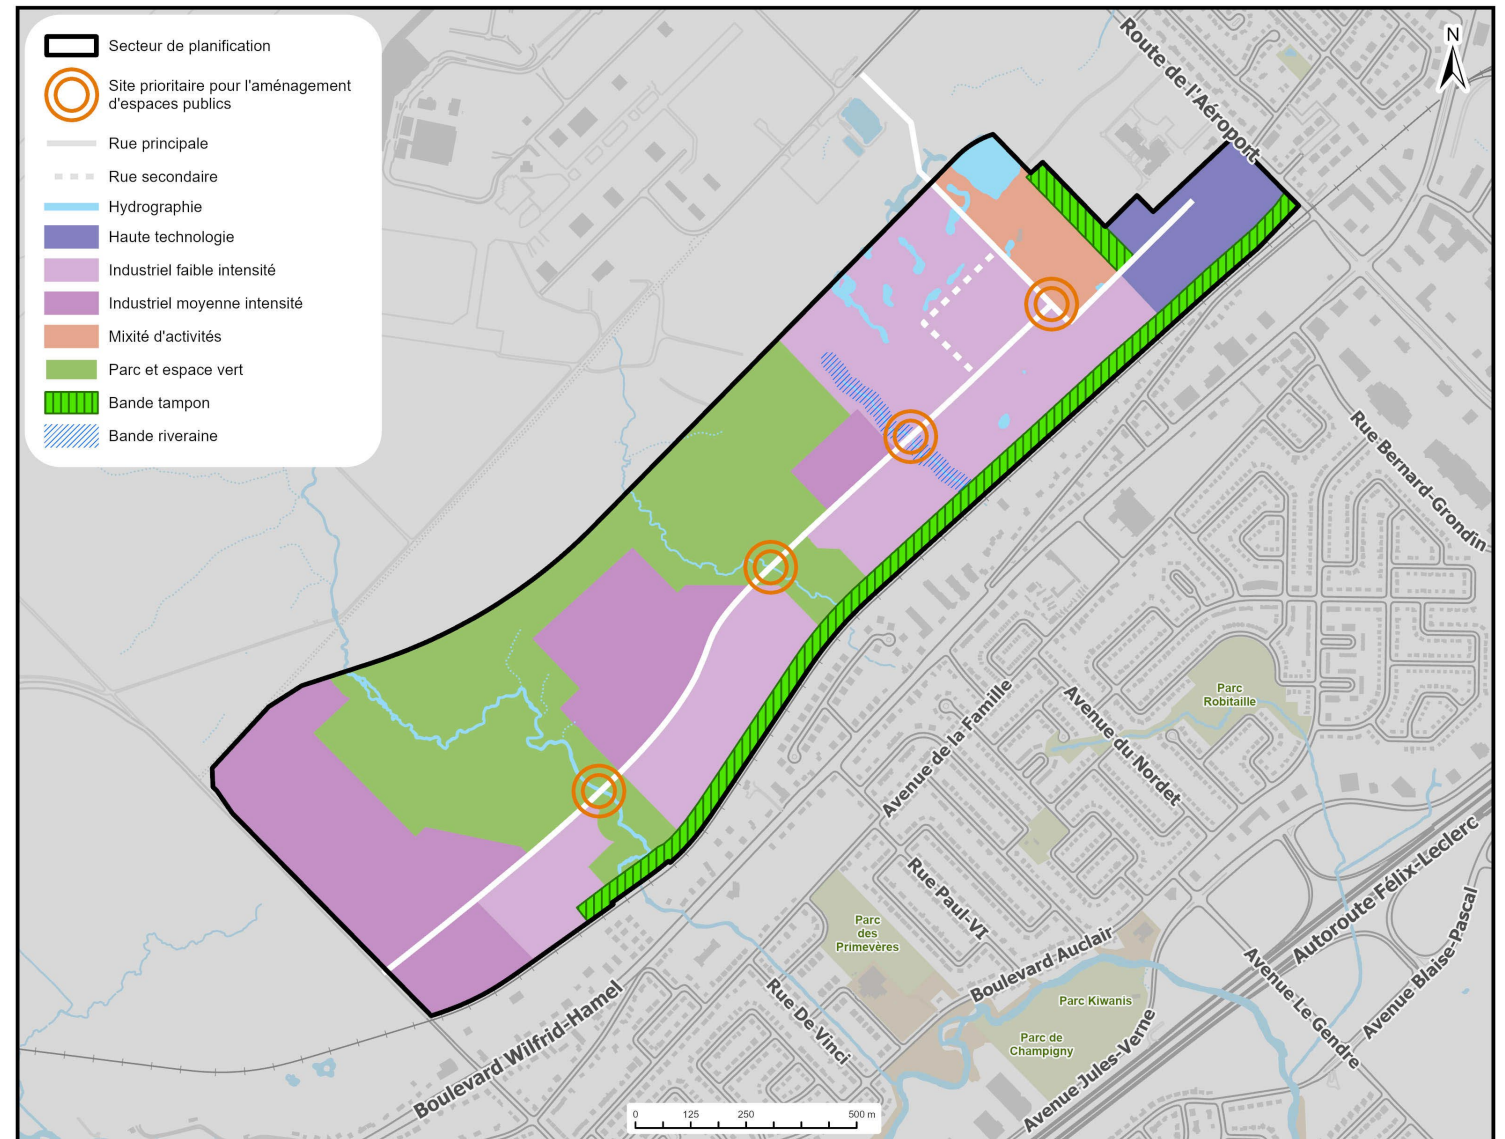 Secteur de planification
Site prioritaire pour l'aménagement
d'espaces publics
Rue principale
Rue secondaire
Hydrographie
Haute technologie
Industriel faible intensité
Industriel moyenne intensité
Mixité d'activités
Parc et espace vert
Bande tampon
Bande riveraine
N
Route de l'Aéroport
Rue Bernard-Grondin
Parc
Robitaille
Avenue de la Famille
Avenue du Nordet
Rue Paul-VI
Parc
des
Primevères
Boulevard Auclair
Autoroute Félix-Leclerc
Avenue Blaise-Pascal
Avenue Le Gendre
Parc Kiwanis
Parc de
Champigny
Avenue Jules-Verne
Rue De Vinci
Boulevard Wilfrid-Hamel
0 125 250 500 m